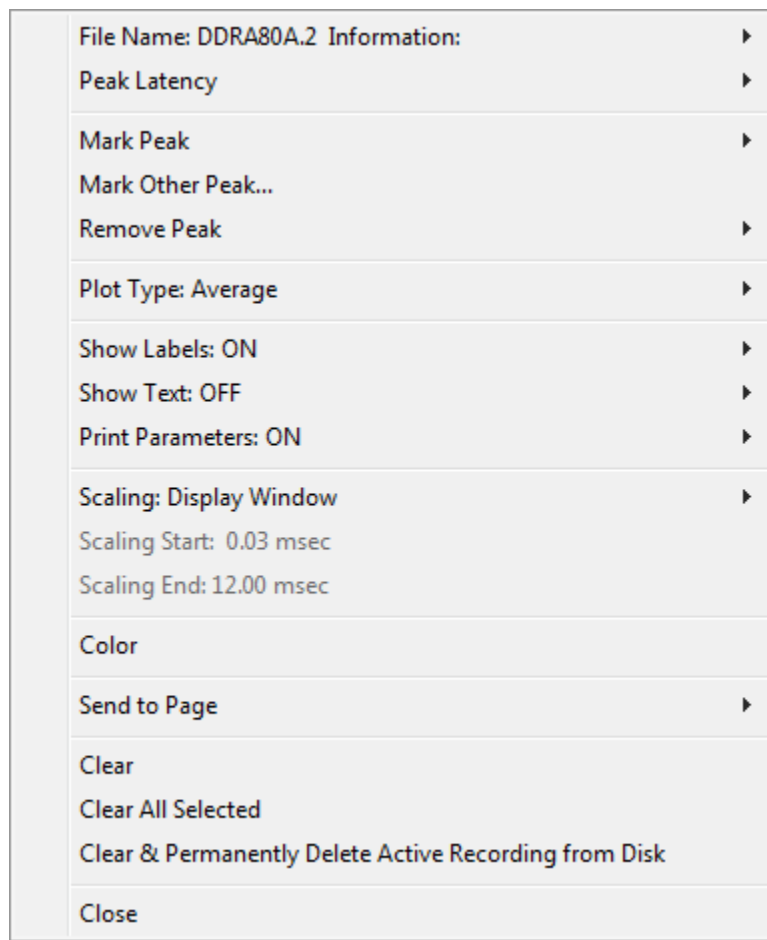 File Name: DDRA80A.2  Information:
Peak Latency
Mark Peak
Mark Other Peak...
Remove Peak
Plot Type: Average
Show Labels: ON
Show Text: OFF
Print Parameters: ON
Scaling: Display Window
Scaling Start:  0.03 msec
Scaling End: 12.00 msec
Color
Send to Page
Clear
Clear All Selected
Clear & Permanently Delete Active Recording from Disk
Close